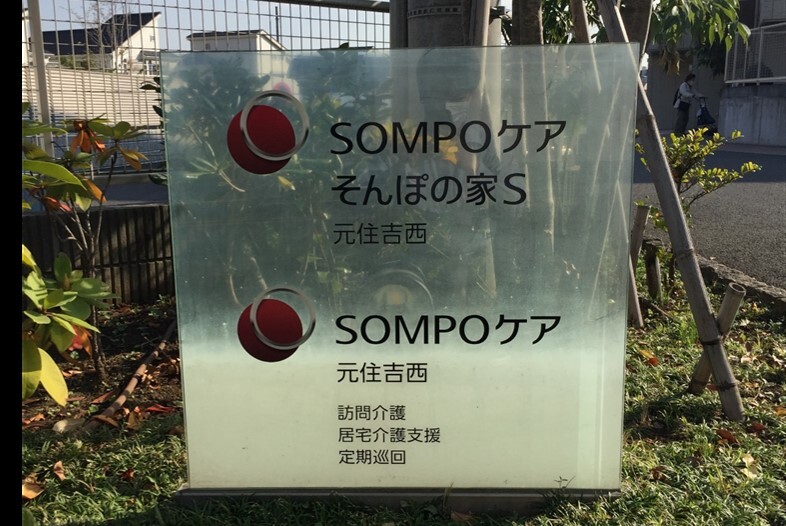 SOMPOケア
そんぽの家S
元住吉西
SOMPOケア
元住吉西
訪問介護
居宅介護支援
定期巡回